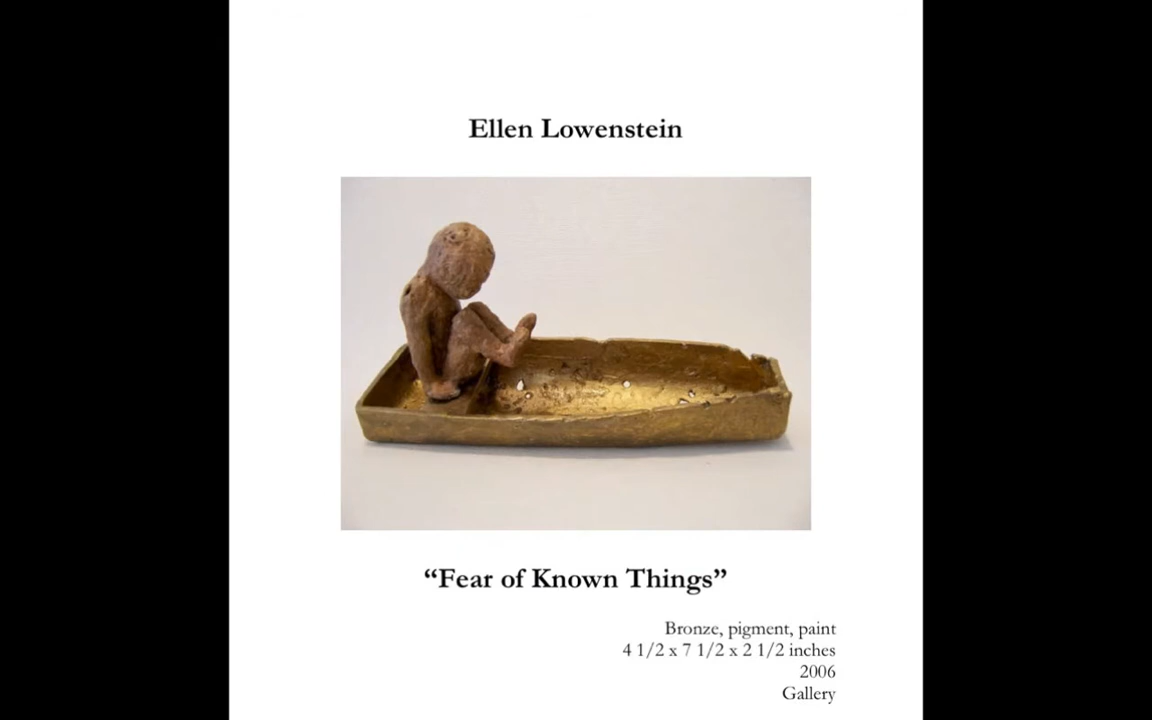 Ellen Lowenstein
“Fear of Known Things”
Bronze, pigment, paint
4 1/2 x 7 1/2 x 2 1/2 inches
2006
Gallery